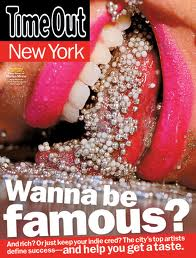 Time Out
New York
Wanna be
famous?
And rich? Or just keep your indie cred? The city's top artists
define success—and help you get a taste.